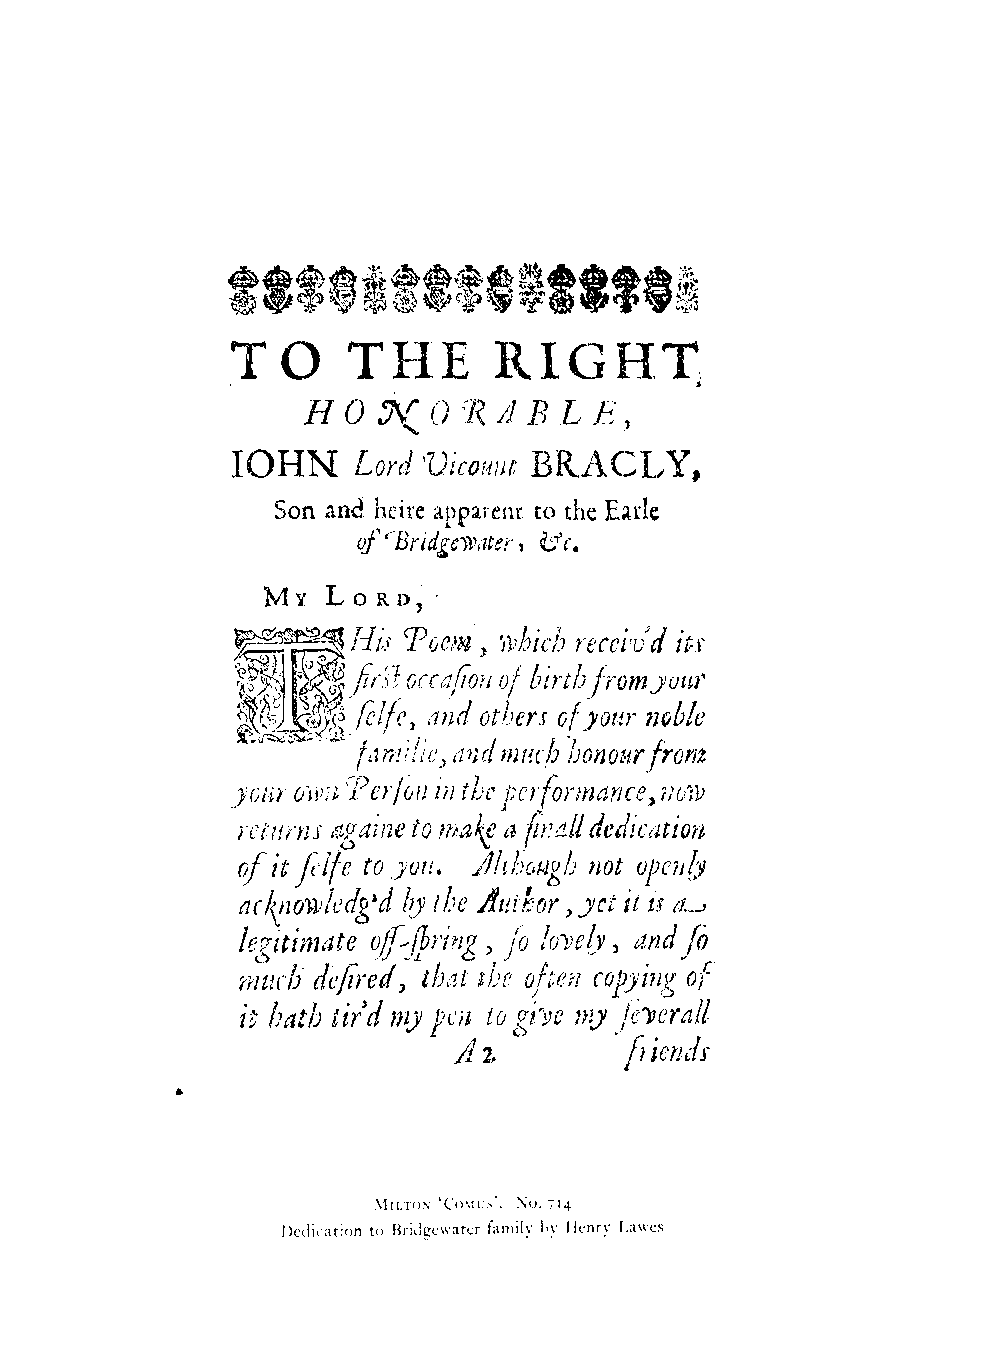 TO THE RIGHT,
HONORABLE,
IOHN Lord Vicount BRACLY,
Son and heire apparent to the Earle
of Bridgewater, &c.
MY LORD,
THis Poem, which receiv'd its
first occaſion of birth from your
ſelfe, and others of your noble
familie, and much honour from
your own Perſon in the performance, now
returns againe to make a finall dedication
of it ſelfe to you. Although not openly
acknowledg'd by the Author, yet it is a
legitimate off-ſpring, ſo lovely, and ſo
much deſired, that the often copying of
it hath tir'd my pen to give my ſeverall
A2 friends
MILTON 'COMUS'. No. 714
Dedication to Bridgewater family by Henry Lawes